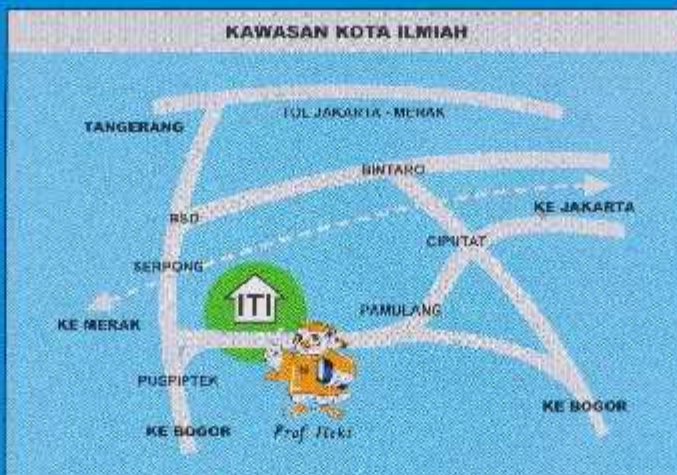 KAWASAN KOTA ILMIAH
TANGERANG
TOL JAKARTA - MERAK
BINTARO
KE JAKARTA
BSD
CIPUTAT
SERPONG
ITI
KE MERAK
PAMULANG
PUSPIPTEK
KE BOGOR
KE BOGOR
Prof.